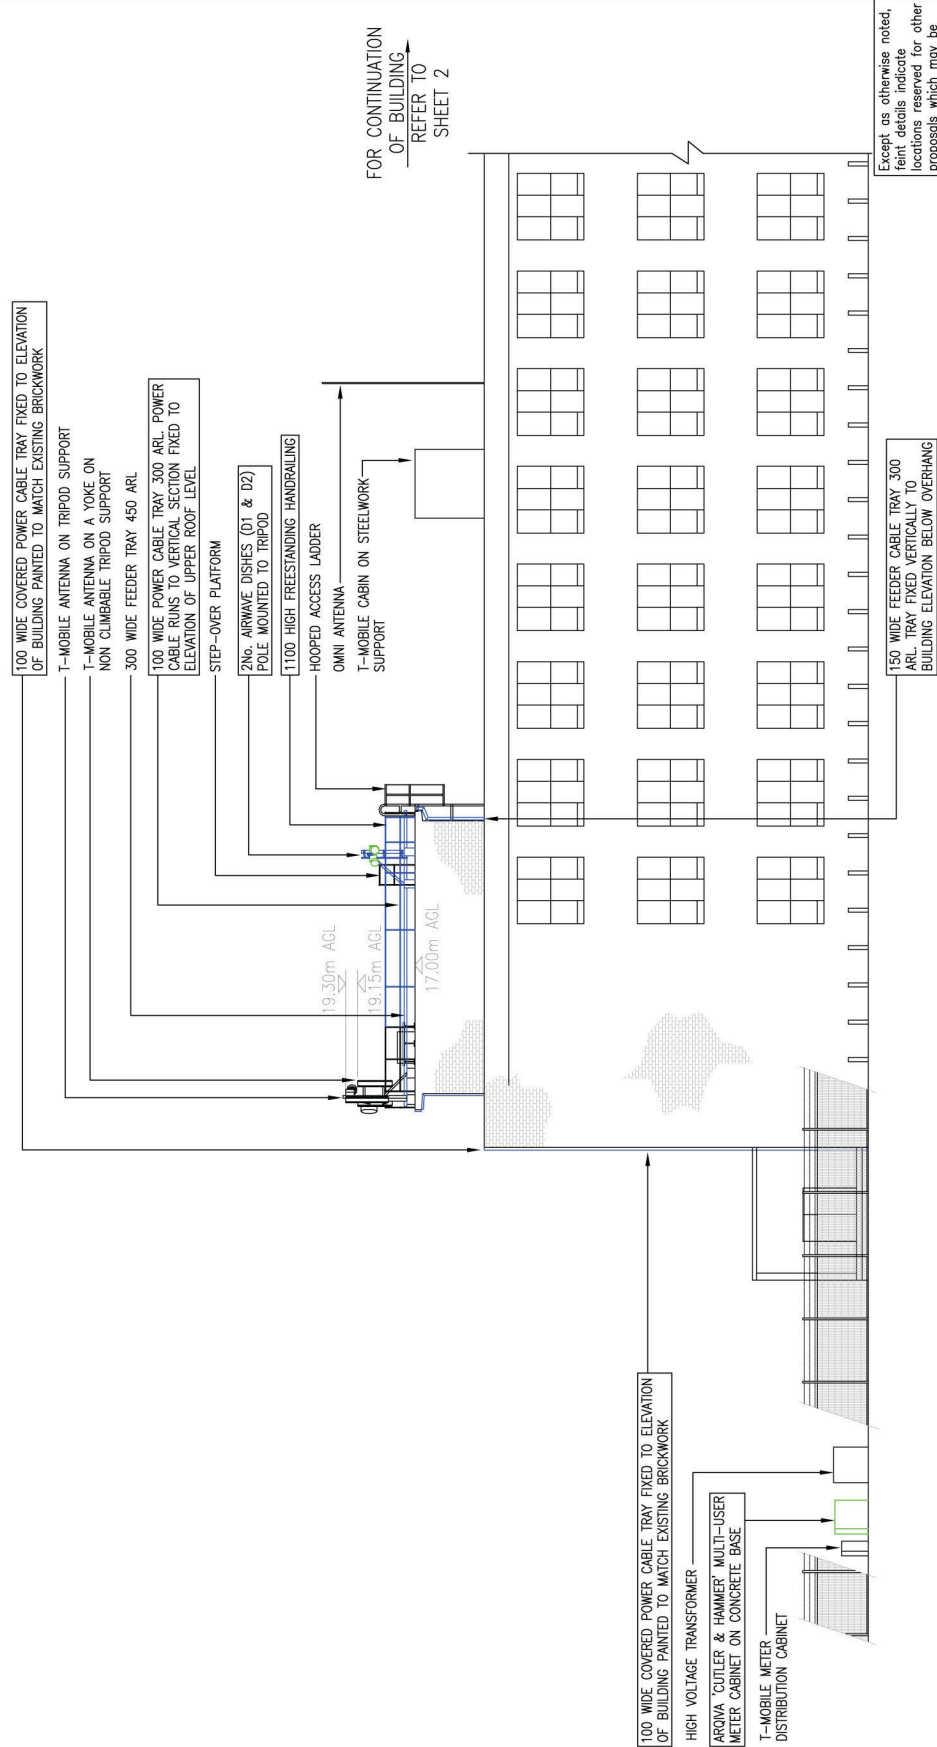 100 WIDE COVERED POWER CABLE TRAY FIXED TO ELEVATION
OF BUILDING PAINTED TO MATCH EXISTING BRICKWORK
T-MOBILE ANTENNA ON TRIPOD SUPPORT
T-MOBILE ANTENNA ON A YOKE ON
NON CLIMBABLE TRIPOD SUPPORT
300 WIDE FEEDER TRAY 450 ARL
100 WIDE POWER CABLE TRAY 300 ARL. POWER
CABLE RUNS TO VERTICAL SECTION FIXED TO
ELEVATION OF UPPER ROOF LEVEL
STEP-OVER PLATFORM
2No. AIRWAVE DISHES (D1 & D2)
POLE MOUNTED TO TRIPOD
1100 HIGH FREESTANDING HANDRAILING
HOOPED ACCESS LADDER
OMNI ANTENNA
T-MOBILE CABIN ON STEELWORK
SUPPORT
FOR CONTINUATION
OF BUILDING
REFER TO
SHEET 2
19.30m AGL
19.15m AGL
17.00m AGL
100 WIDE COVERED POWER CABLE TRAY FIXED TO ELEVATION
OF BUILDING PAINTED TO MATCH EXISTING BRICKWORK
HIGH VOLTAGE TRANSFORMER
ARQIVA 'CUTLER & HAMMER' MULTI-USER
METER CABINET ON CONCRETE BASE
T-MOBILE METER
DISTRIBUTION CABINET
150 WIDE FEEDER CABLE TRAY 300
ARL. TRAY FIXED VERTICALLY TO
BUILDING ELEVATION BELOW OVERHANG
Except as otherwise noted,
feint details indicate
locations reserved for other
proposals which may be